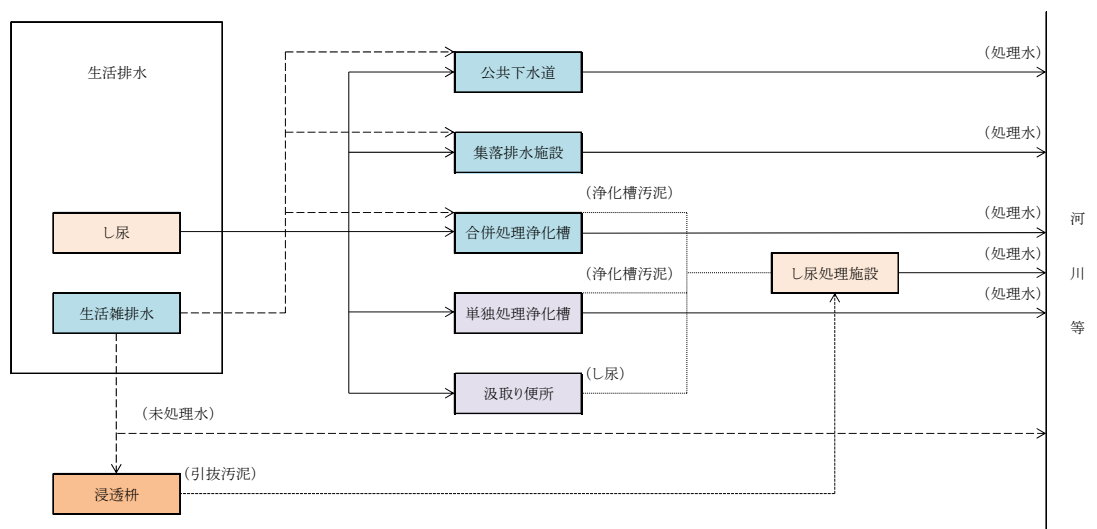 生活排水
し尿
生活雑排水
(未処理水)
浸透枡
(引抜汚泥)
公共下水道
集落排水施設
(浄化槽汚泥)
合併処理浄化槽
(浄化槽汚泥)
単独処理浄化槽
(し尿)
汲取り便所
し尿処理施設
(処理水)
(処理水)
(処理水)
(処理水)
(処理水)
河
川
等